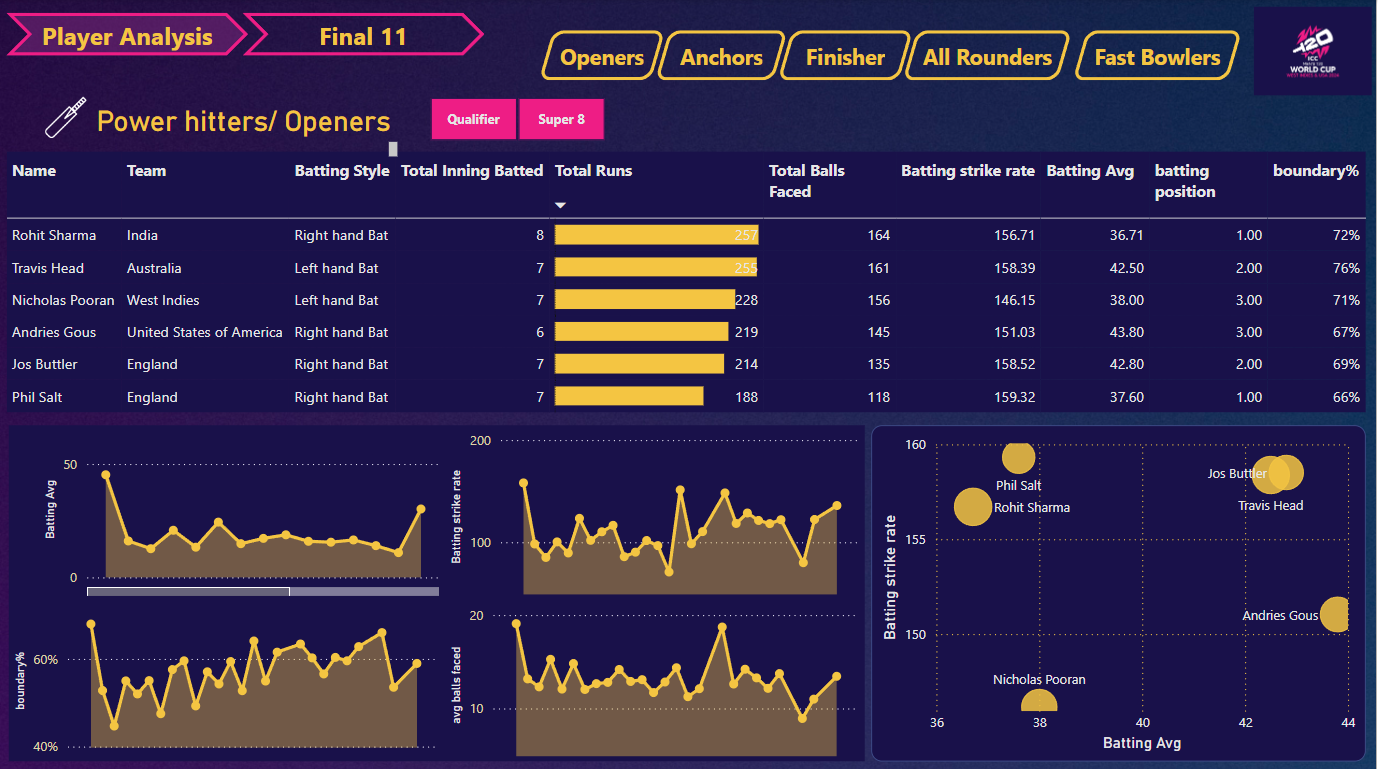 Player Analysis
Final 11
Openers
Anchors
Finisher
All Rounders
Fast Bowlers
T20
ICC
WORLD CUP
WEST INDIES & USA 2024
Power hitters/ Openers
Qualifier
Super 8
Name Team Batting Style Total Inning Batted Total Runs Total Balls Faced Batting strike rate Batting Avg batting position boundary%
Rohit Sharma India Right hand Bat 8 257 164 156.71 36.71 1.00 72%
Travis Head Australia Left hand Bat 7 255 161 158.39 42.50 2.00 76%
Nicholas Pooran West Indies Left hand Bat 7 228 156 146.15 38.00 3.00 71%
Andries Gous United States of America Right hand Bat 6 219 145 151.03 43.80 3.00 67%
Jos Buttler England Right hand Bat 7 214 135 158.52 42.80 2.00 69%
Phil Salt England Right hand Bat 7 188 118 159.32 37.60 1.00 66%
Batting Avg
50
0
Batting strike rate
200
100
boundary%
60%
40%
avg balls faced
20
10
Batting strike rate
160
155
150
Phil Salt
Rohit Sharma
Jos Buttler
Travis Head
Andries Gous
Nicholas Pooran
36 38 40 42 44
Batting Avg